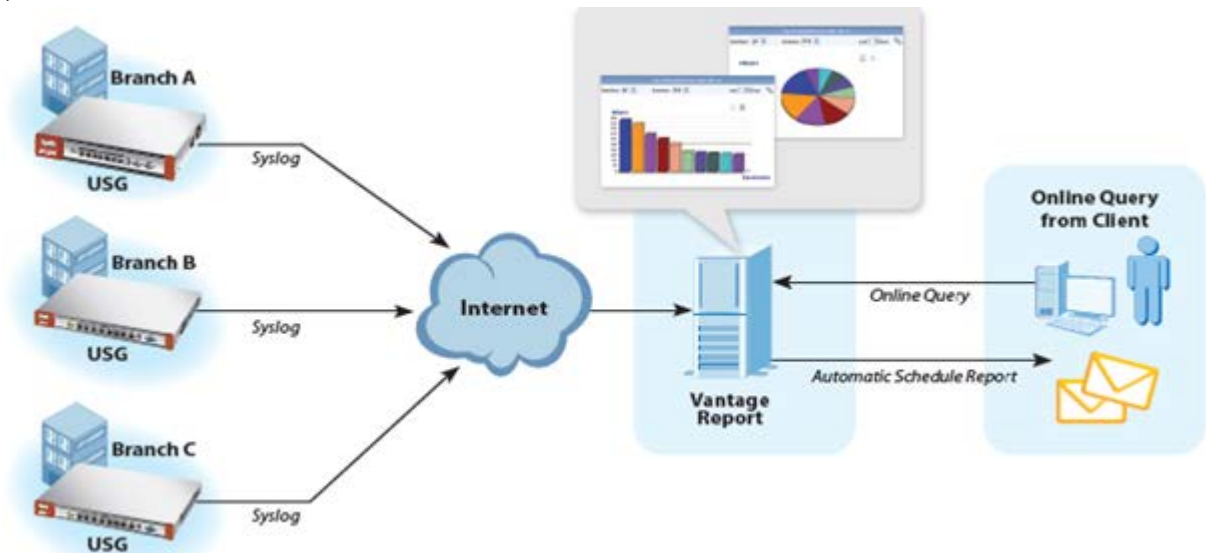 Branch A
USG
Syslog
Branch B
USG
Syslog
Branch C
USG
Syslog
Internet
Vantage
Report
Online Query
from Client
Online Query
Automatic Schedule Report